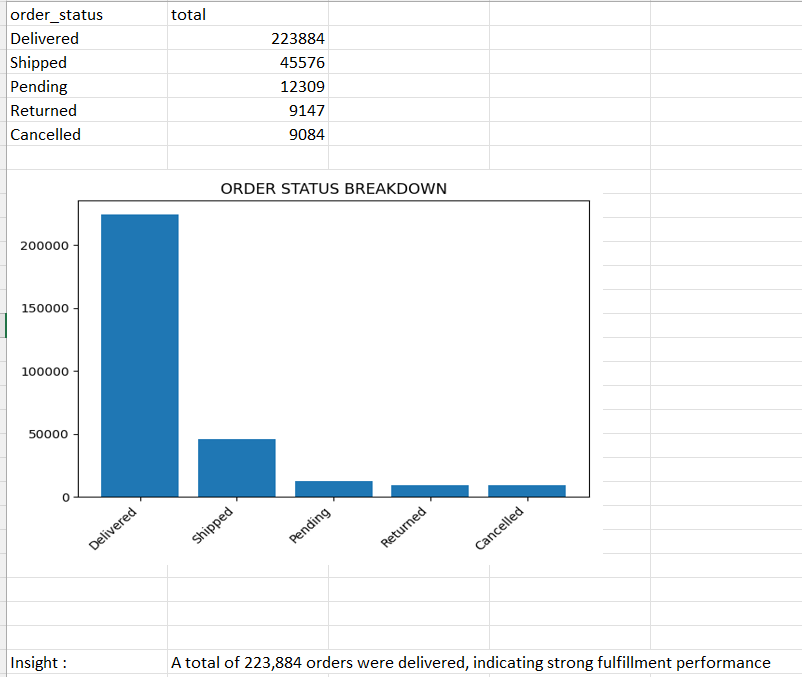 order_status total
Delivered 223884
Shipped 45576
Pending 12309
Returned 9147
Cancelled 9084
ORDER STATUS BREAKDOWN
200000
150000
100000
50000
0
Delivered Shipped Pending Returned Cancelled
Insight : A total of 223,884 orders were delivered, indicating strong fulfillment performance